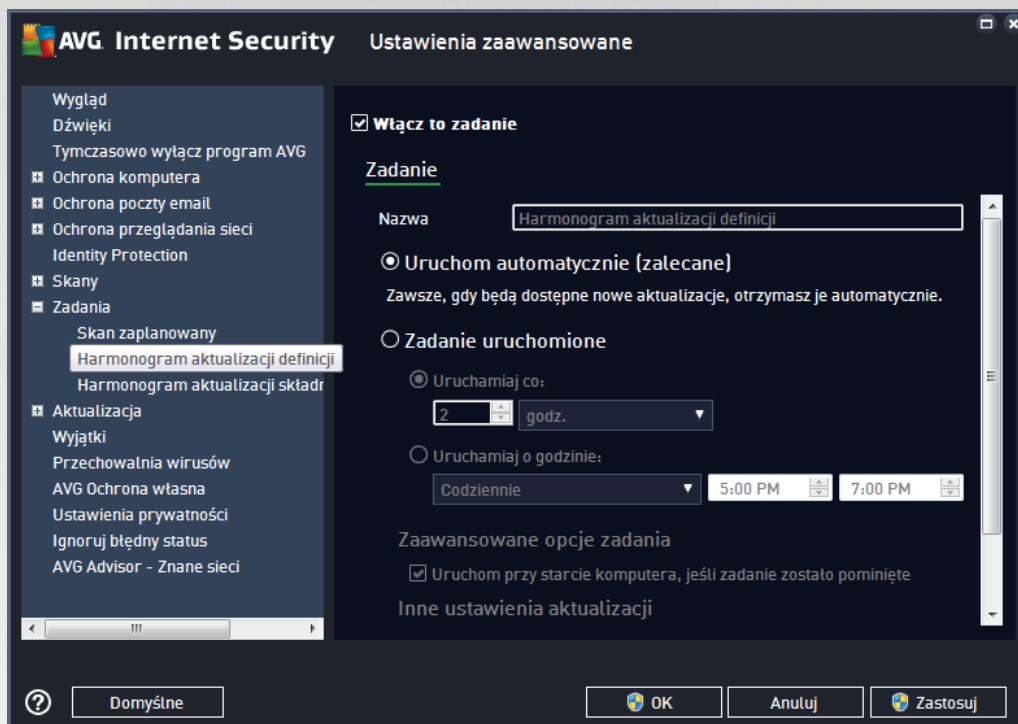 AVG. Internet Security
Ustawienia zaawansowane
Wygląd
Dźwięki
Tymczasowo wyłącz program AVG
Ochrona komputera
Ochrona poczty email
Ochrona przeglądania sieci
Identity Protection
Skany
Zadania
Skan zaplanowany
Harmonogram aktualizacji definicji
Harmonogram aktualizacji składr
Aktualizacja
Wyjątki
Przechowalnia wirusów
AVG Ochrona własna
Ustawienia prywatności
Ignoruj błędny status
AVG Advisor - Znane sieci
Włącz to zadanie
Zadanie
Nazwa Harmonogram aktualizacji definicji
Uruchom automatycznie (zalecane)
Zawsze, gdy będą dostępne nowe aktualizacje, otrzymasz je automatycznie.
Zadanie uruchomione
Uruchamiaj co:
2 godz.
Uruchamiaj o godzinie:
Codziennie 5:00 PM 7:00 PM
Zaawansowane opcje zadania
Uruchom przy starcie komputera, jeśli zadanie zostało pominięte
Inne ustawienia aktualizacji
? Domyślne OK Anuluj Zastosuj